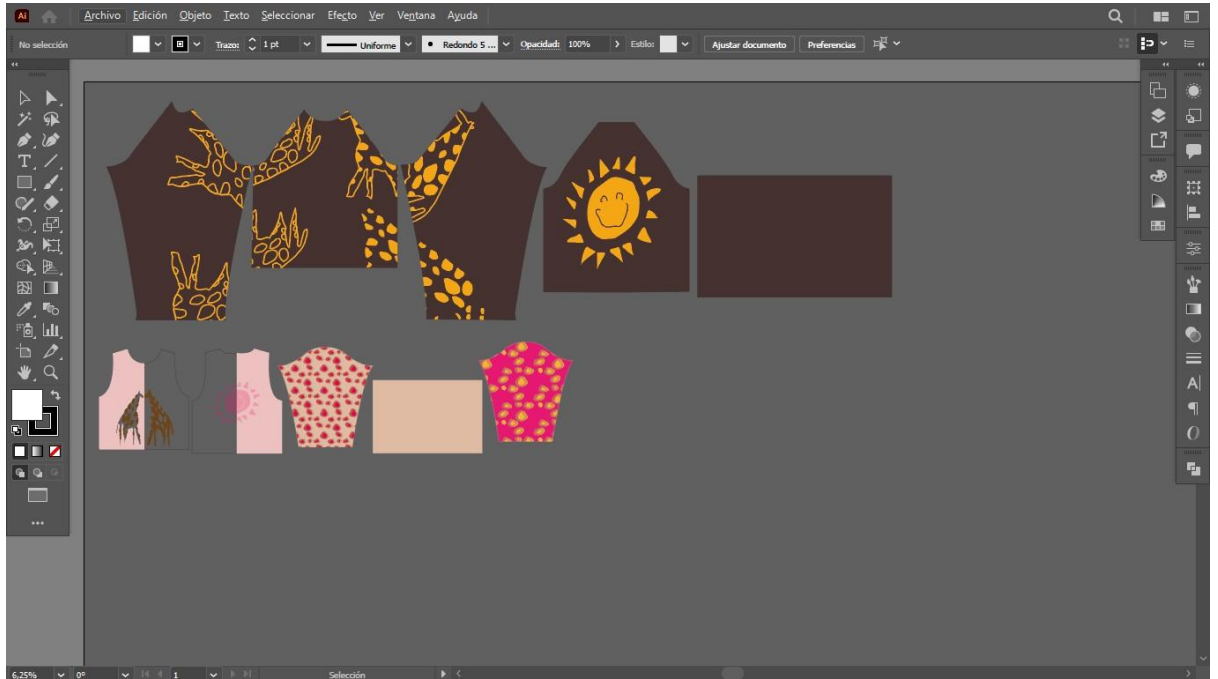 Ai Archivo Edición Objeto Texto Seleccionar Efecto Ver Ventana Ayuda
No selección Trazo: 1 pt Uniforme Redondo 5 ... Opacidad: 100% Estilo: Ajustar documento Preferencias
6,25% 0° 1 Selección